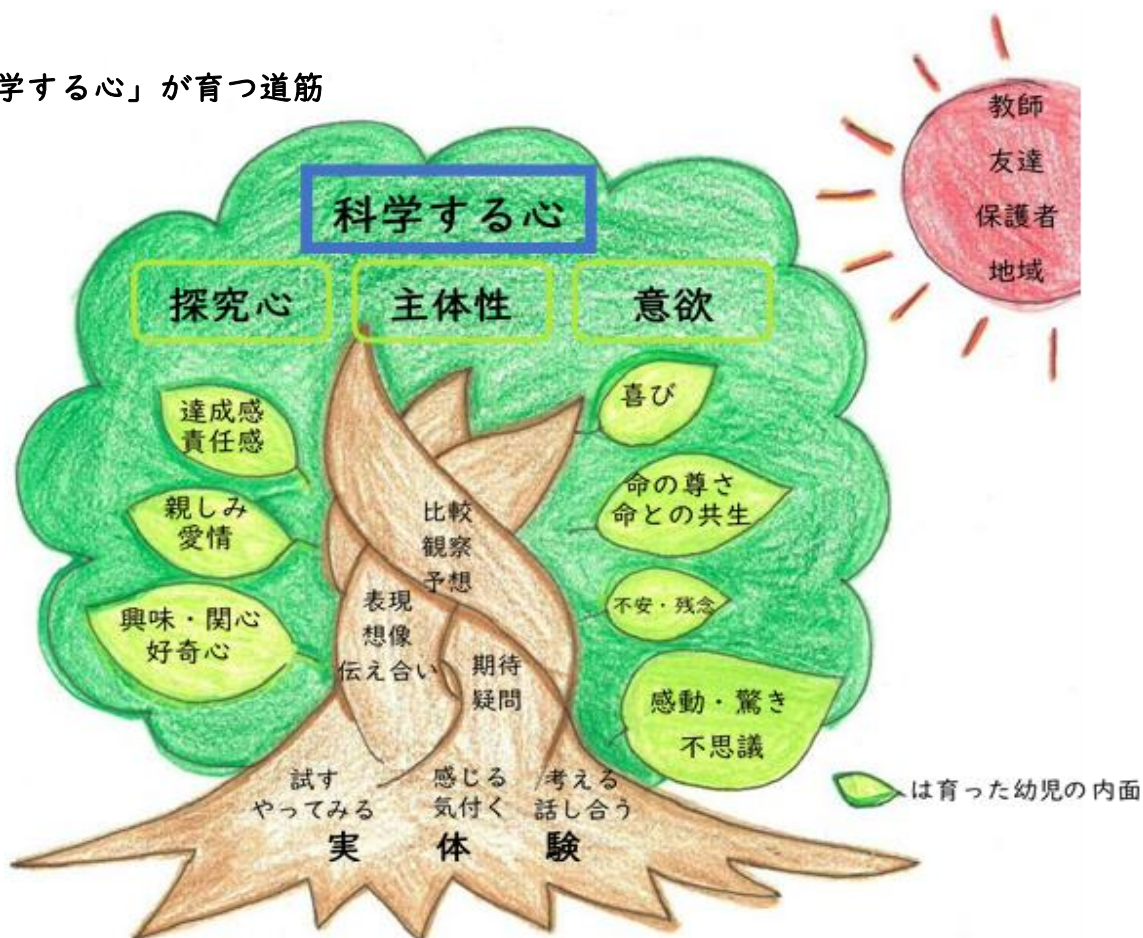 学する心」が育つ道筋
教師
友達
保護者
地域
科学する心
探究心
主体性
意欲
達成感
責任感
喜び
親しみ
愛情
命の尊さ
命との共生
比較
観察
予想
表現
想像
伝え合い
不安・残念
興味・関心
好奇心
期待
疑問
感動・驚き
不思議
試す
やってみる
感じる
気付く
考える
話し合う
実 体 験
は育った幼児の内面